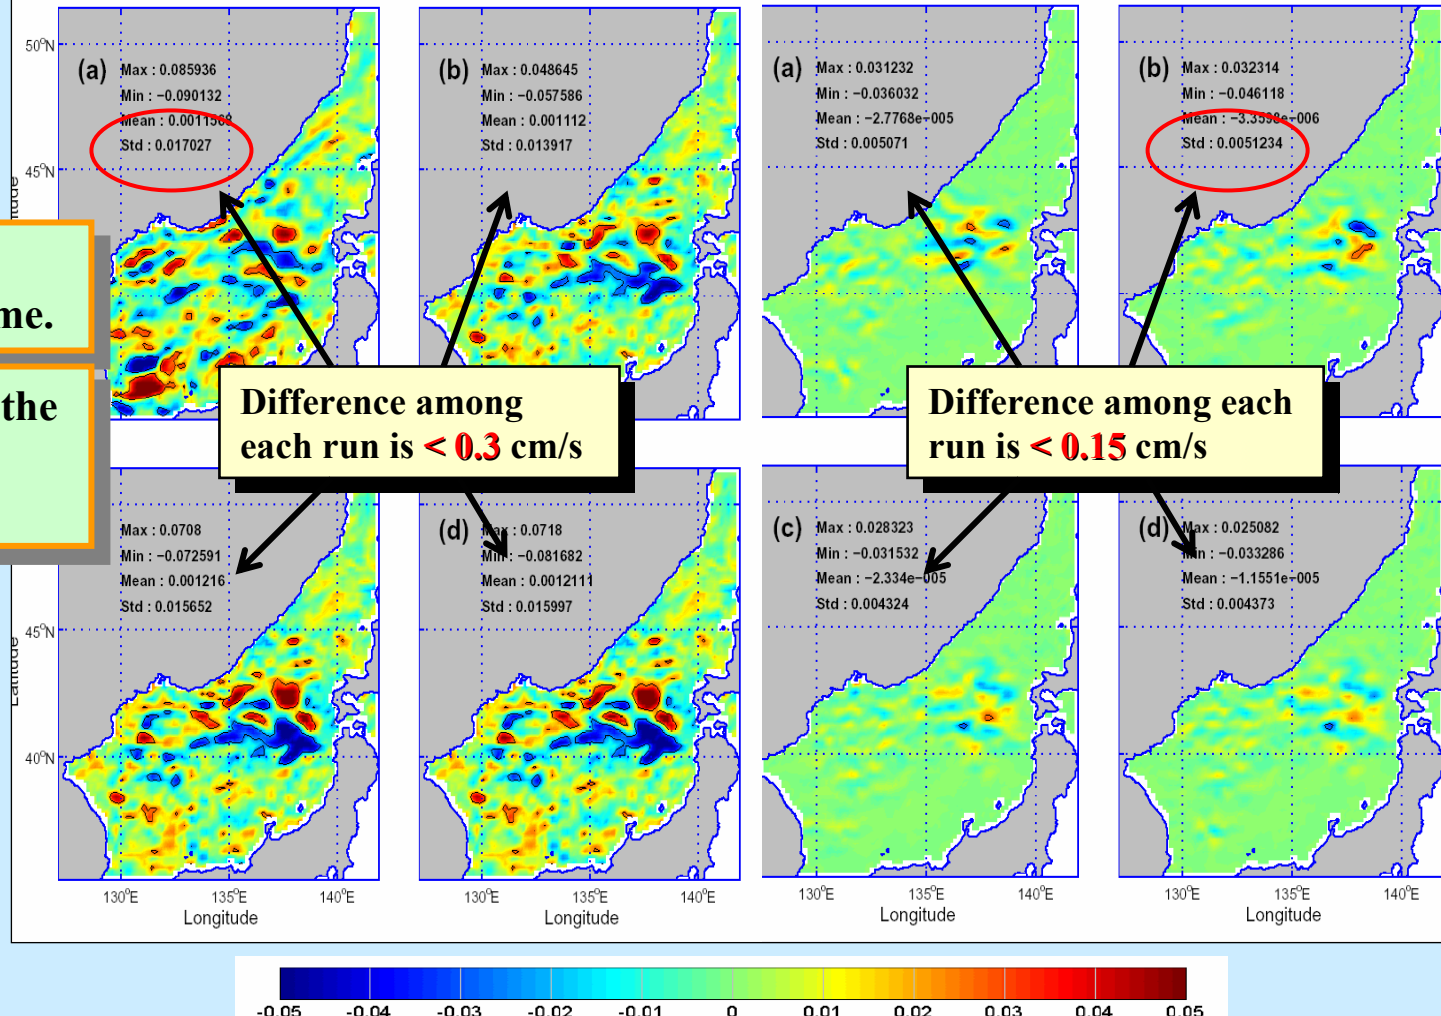 50°N
(a)
Max : 0.085936
Min : −0.090132
Mean : 0.0011568
Std : 0.017027
45°N
(b)
Max : 0.048645
Min : −0.057586
Mean : 0.001112
Std : 0.013917
(a)
Max : 0.031232
Min : −0.036032
Mean : −2.7768e−005
Std : 0.005071
(b)
Max : 0.032314
Min : −0.046118
Mean : −3.3598e−006
Std : 0.0051234
me.
the
Difference among
each run is < 0.3 cm/s
Difference among each
run is < 0.15 cm/s
Max : 0.0708
Min : −0.072591
Mean : 0.001216
Std : 0.015652
45°N
40°N
Latitude
(d)
Max : 0.0718
Min : −0.081682
Mean : 0.0012111
Std : 0.015997
(c)
Max : 0.028323
Min : −0.031532
Mean : −2.334e−005
Std : 0.004324
(d)
Max : 0.025082
Min : −0.033286
Mean : −1.1551e−005
Std : 0.004373
130°E 135°E 140°E
130°E 135°E 140°E
130°E 135°E 140°E
130°E 135°E 140°E
Longitude
Longitude
Longitude
Longitude
-0.05 -0.04 -0.03 -0.02 -0.01 0 0.01 0.02 0.03 0.04 0.05